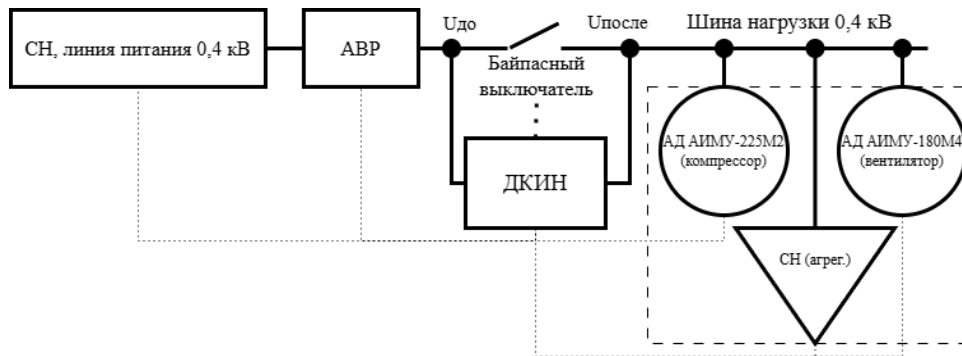 СН, линия питания 0,4 кВ
АВР
Uдо
Uпосле
Шина нагрузки 0,4 кВ
Байпасный
выключатель
ДКИН
АД АИМУ-225М2
(компрессор)
АД АИМУ-180М4
(вентилятор)
СН (агрег.)